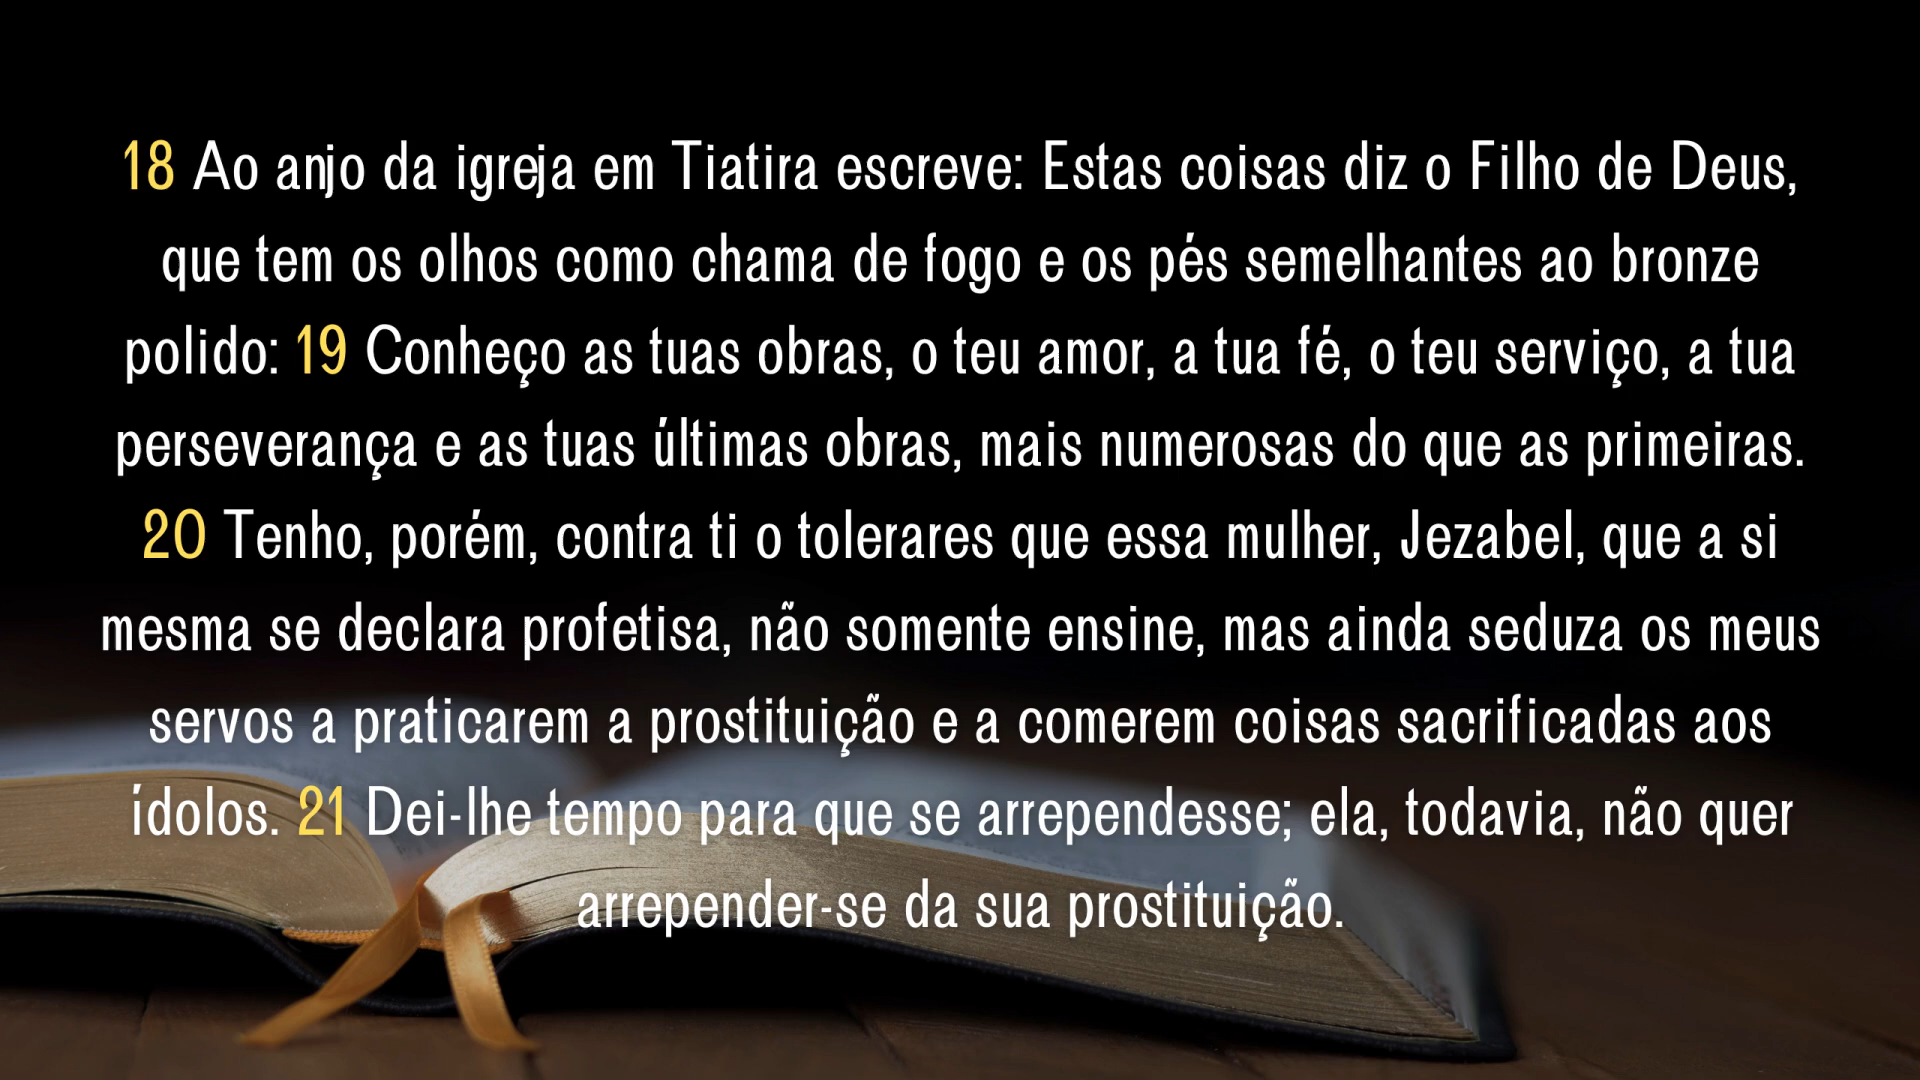 18 Ao anjo da igreja em Tiatira escreve: Estas coisas diz o Filho de Deus,
que tem os olhos como chama de fogo e os pés semelhantes ao bronze
polido: 19 Conheço as tuas obras, o teu amor, a tua fé, o teu serviço, a tua
perseverança e as tuas últimas obras, mais numerosas do que as primeiras.
20 Tenho, porém, contra ti o tolerares que essa mulher, Jezabel, que a si
mesma se declara profetisa, não somente ensine, mas ainda seduza os meus
servos a praticarem a prostituição e a comerem coisas sacrificadas aos
ídolos. 21 Dei-lhe tempo para que se arrependesse; ela, todavia, não quer
arrepender-se da sua prostituição.